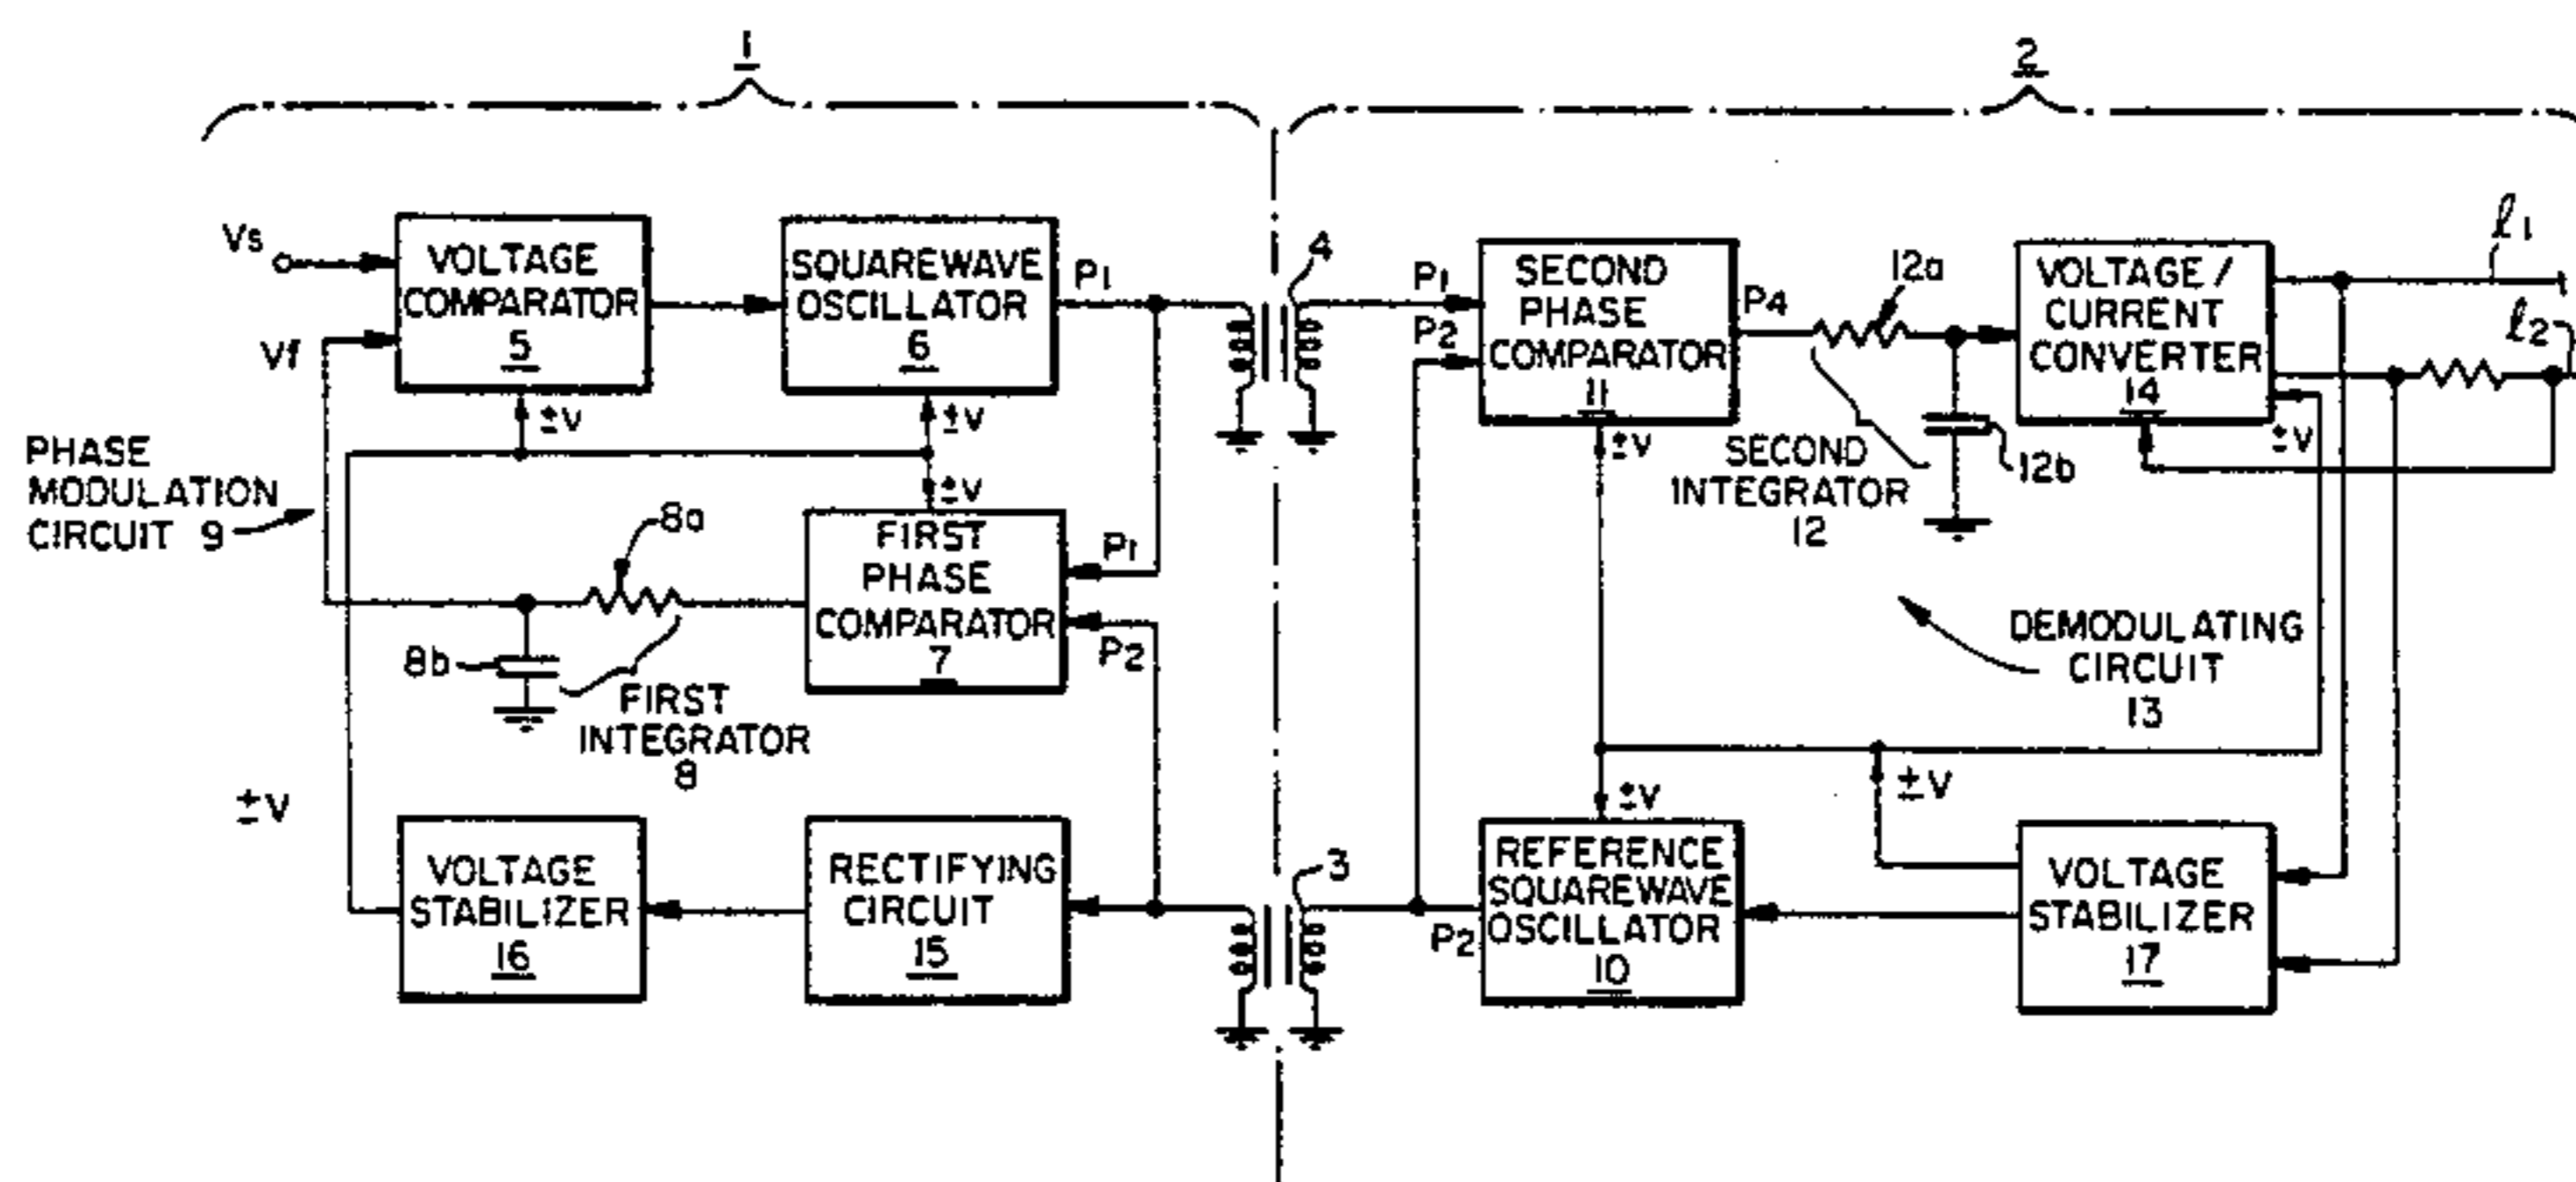 1
2
Vs
VOLTAGE
COMPARATOR
5
Vf
±V
SQUAREWAVE
OSCILLATOR
6
±V
P1
4
P1
P2
SECOND
PHASE
COMPARATOR
11
±V
P4
12a
SECOND
INTEGRATOR
12
12b
VOLTAGE /
CURRENT
CONVERTER
14
±V
ℓ1
ℓ2
PHASE
MODULATION
CIRCUIT 9
8a
8b
FIRST
INTEGRATOR
8
±V
FIRST
PHASE
COMPARATOR
7
P1
P2
DEMODULATING
CIRCUIT
13
±V
VOLTAGE
STABILIZER
16
RECTIFYING
CIRCUIT
15
3
P2
±V
REFERENCE
SQUAREWAVE
OSCILLATOR
10
±V
VOLTAGE
STABILIZER
17